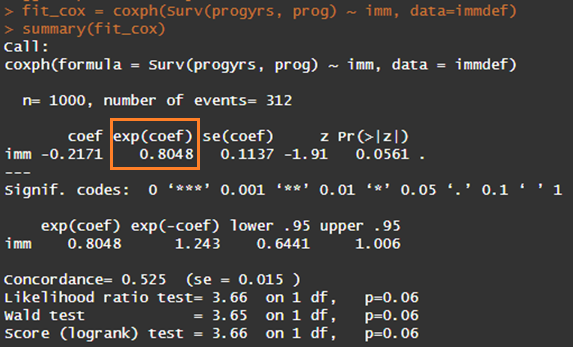 > fit_cox = coxph(Surv(progyrs, prog) ~ imm, data=immdef)
> summary(fit_cox)
Call:
coxph(formula = Surv(progyrs, prog) ~ imm, data = immdef)
n= 1000, number of events= 312
coef exp(coef) se(coef) z Pr(>|z|)
imm -0.2171 0.8048 0.1137 -1.91 0.0561 .
---
Signif. codes: 0 ‘***’ 0.001 ‘**’ 0.01 ‘*’ 0.05 ‘.’ 0.1 ‘ ’ 1
exp(coef) exp(-coef) lower .95 upper .95
imm 0.8048 1.243 0.6441 1.006
Concordance= 0.525 (se = 0.015 )
Likelihood ratio test= 3.66 on 1 df, p=0.06
Wald test = 3.65 on 1 df, p=0.06
Score (logrank) test = 3.66 on 1 df, p=0.06